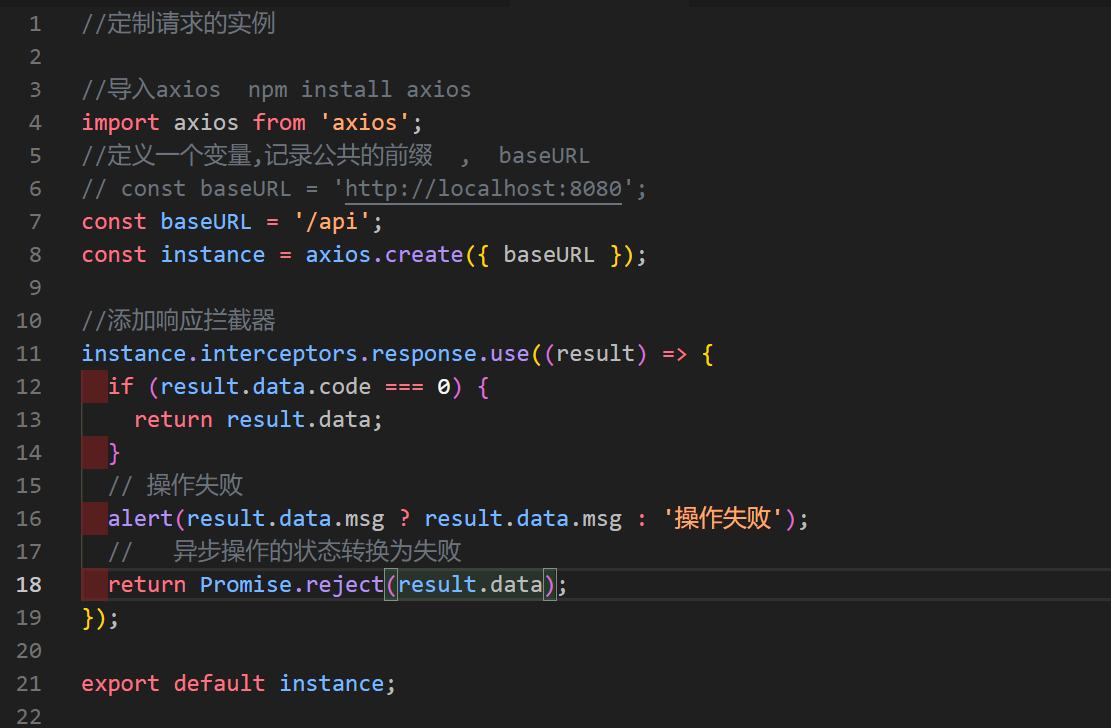 1 //定制请求的实例
2
3 //导入axios  npm install axios
4 import axios from 'axios';
5 //定义一个变量,记录公共的前缀  ,  baseURL
6 // const baseURL = 'http://localhost:8080';
7 const baseURL = '/api';
8 const instance = axios.create({ baseURL });
9
10 //添加响应拦截器
11 instance.interceptors.response.use((result) => {
12   if (result.data.code === 0) {
13     return result.data;
14   }
15   // 操作失败
16   alert(result.data.msg ? result.data.msg : '操作失败');
17   //   异步操作的状态转换为失败
18   return Promise.reject(result.data);
19 });
20
21 export default instance;
22